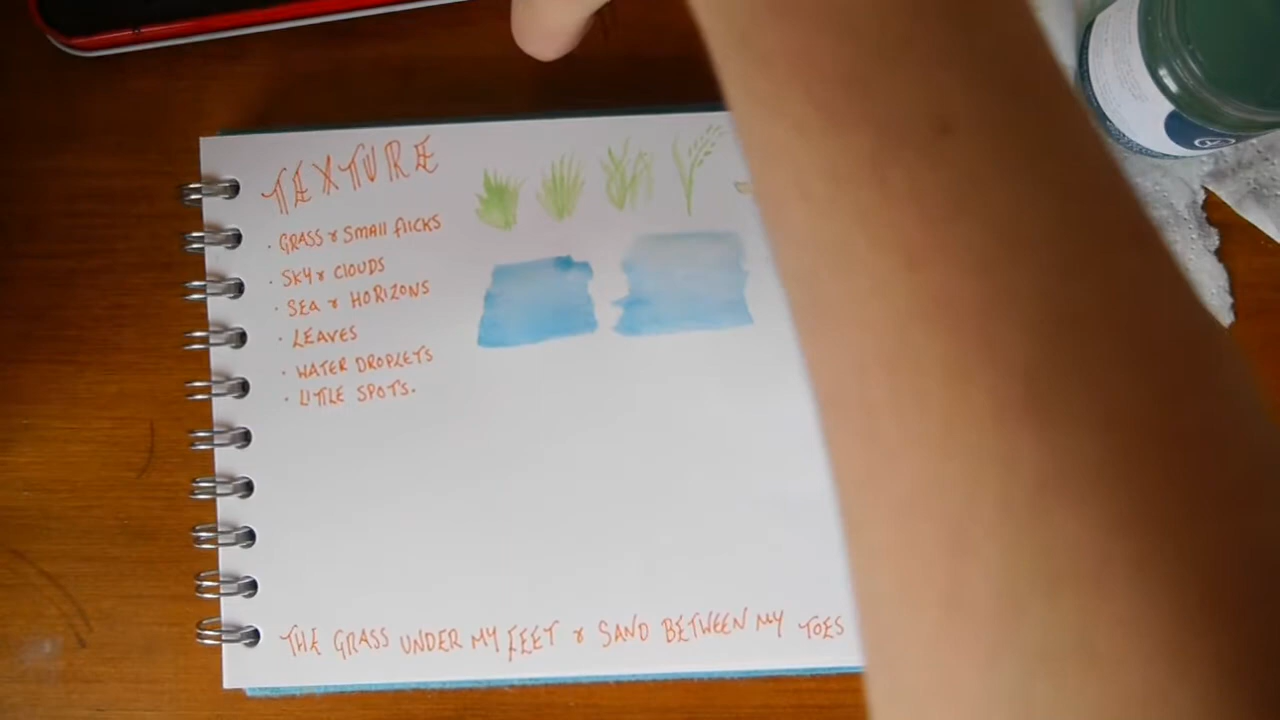 TEXTURE
· GRASS & SMALL flICKS
· SKY & CLOUDS
· SEA & HORIZONS
· LEAVES
· WATER DROPLETS
· LITTLE SPOTS.
THE GRASS UNDER MY FEET & SAND BETWEEN MY TOES